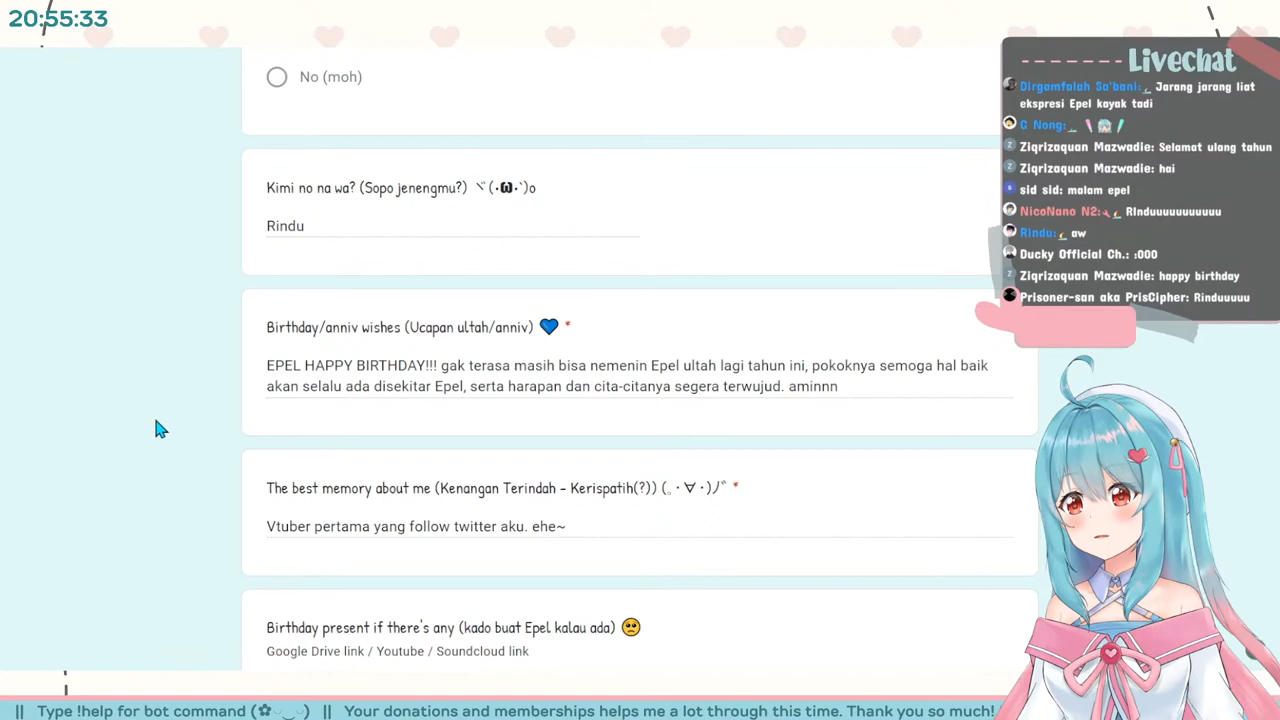 20:55:33
No (moh)
Kimi no na wa? (Sopo jenengmu?) ヾ(･ω･`)o
Rindu
Birthday/anniv wishes (Ucapan ultah/anniv) 💙 *
EPEL HAPPY BIRTHDAY!!! gak terasa masih bisa nemenin Epel ultah lagi tahun ini, pokoknya semoga hal baik
akan selalu ada disekitar Epel, serta harapan dan cita-citanya segera terwujud. aminnn
The best memory about me (Kenangan Terindah - Kerispatih(?)) (｡･∀･)ﾉﾞ *
Vtuber pertama yang follow twitter aku. ehe~
Birthday present if there's any (kado buat Epel kalau ada) 🥺
Google Drive link / Youtube / Soundcloud link
Livechat
Dirgamfalah Sa'bani: Jarang jarang liat
ekspresi Epel kayak tadi
G Nong:
Ziqrizaquan Mazwadie: Selamat ulang tahun
Ziqrizaquan Mazwadie: hai
sid sid: malam epel
NicoNano N2: RInduuuuuuuuuuu
Rindu: aw
Ducky Official Ch.: :000
Ziqrizaquan Mazwadie: happy birthday
Prisoner-san aka PrisCipher: Rinduuuuu
|| Type !help for bot command (✿◡‿◡) || Your donations and memberships helps me a lot through this time. Thank you so much!